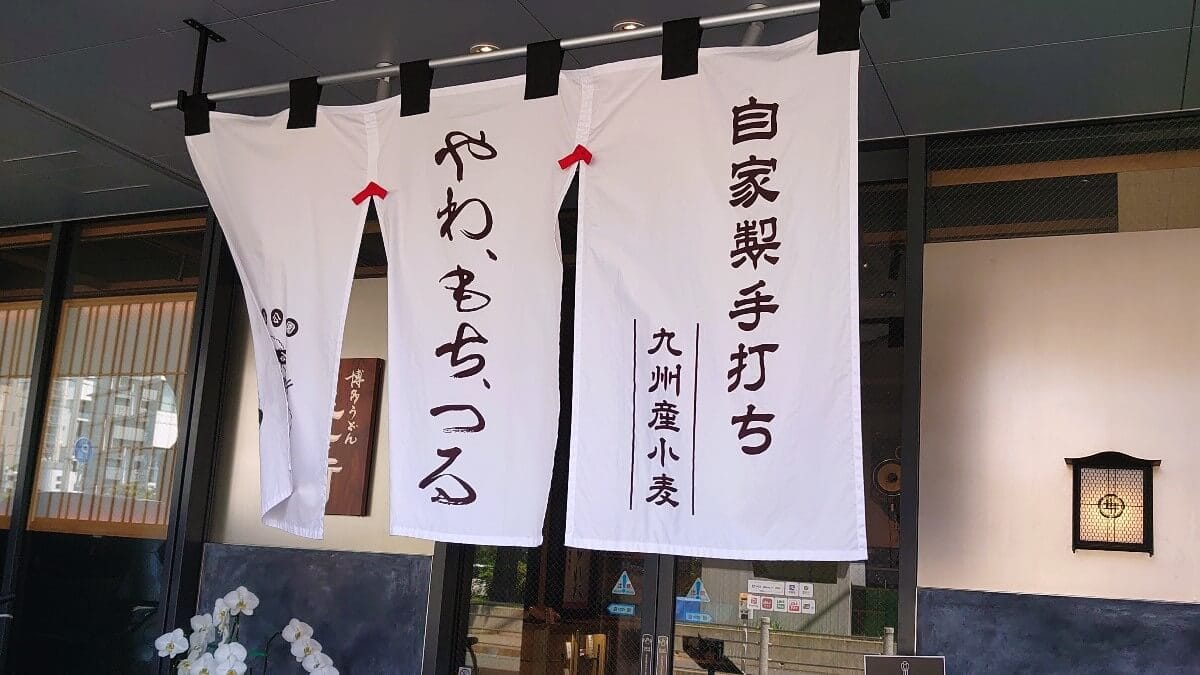 自家製手打ち
九州産小麦
やわ、もち、つる
博多うどん